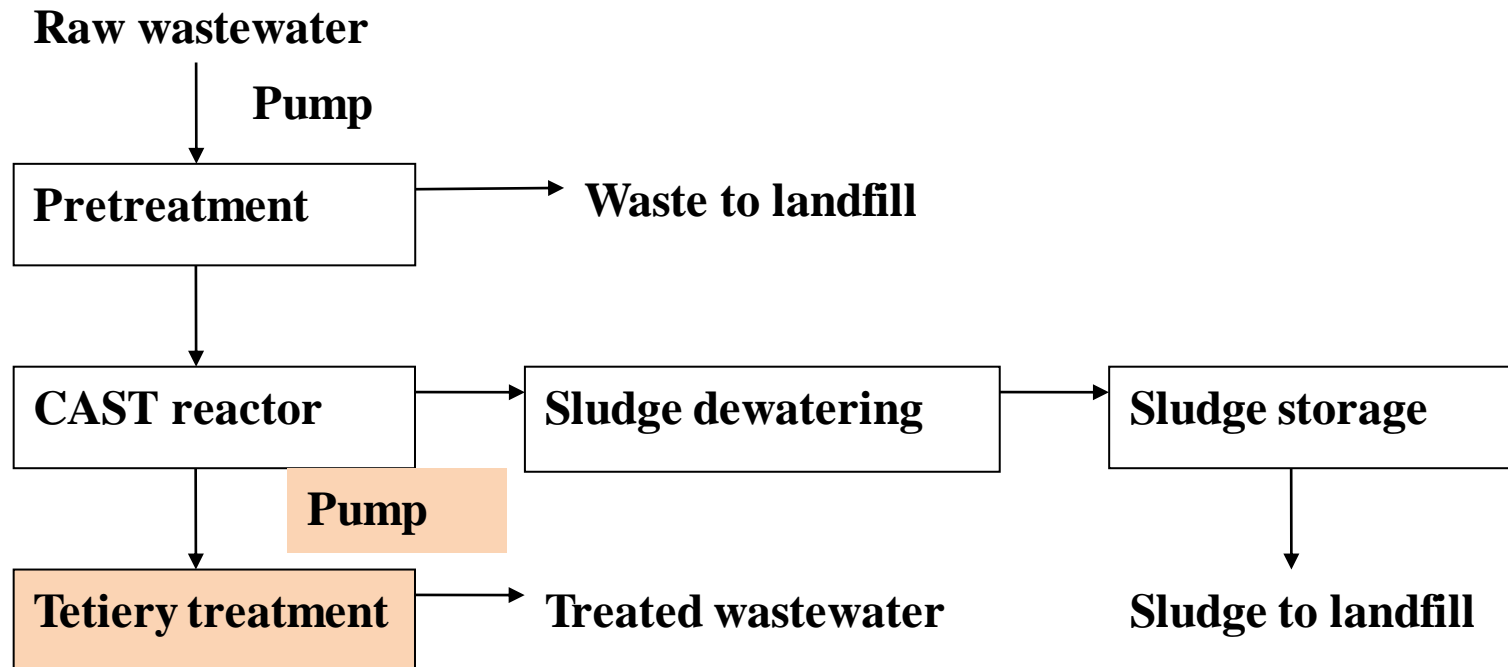 Raw wastewater
Pump
Pretreatment
Waste to landfill
CAST reactor
Sludge dewatering
Sludge storage
Pump
Tetiery treatment
Treated wastewater
Sludge to landfill